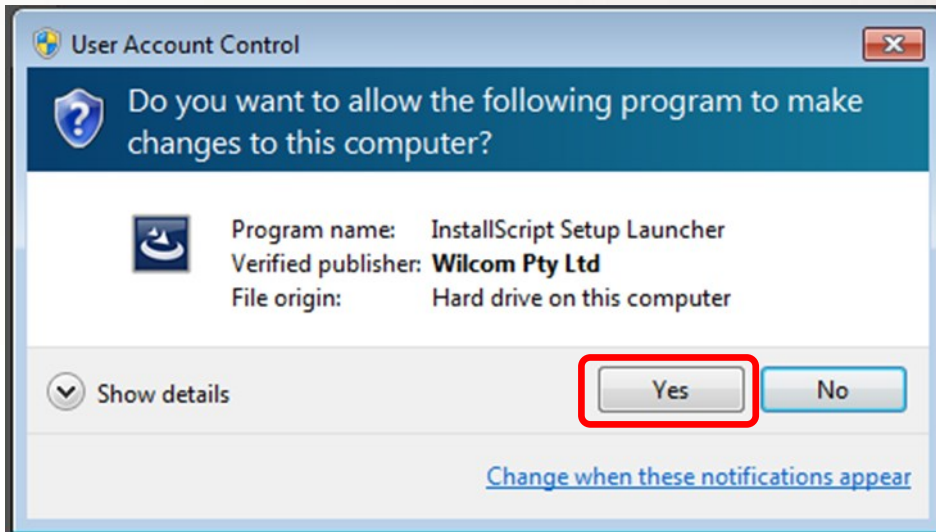 User Account Control
Do you want to allow the following program to make
changes to this computer?
Program name: InstallScript Setup Launcher
Verified publisher: Wilcom Pty Ltd
File origin: Hard drive on this computer
Show details Yes No
Change when these notifications appear